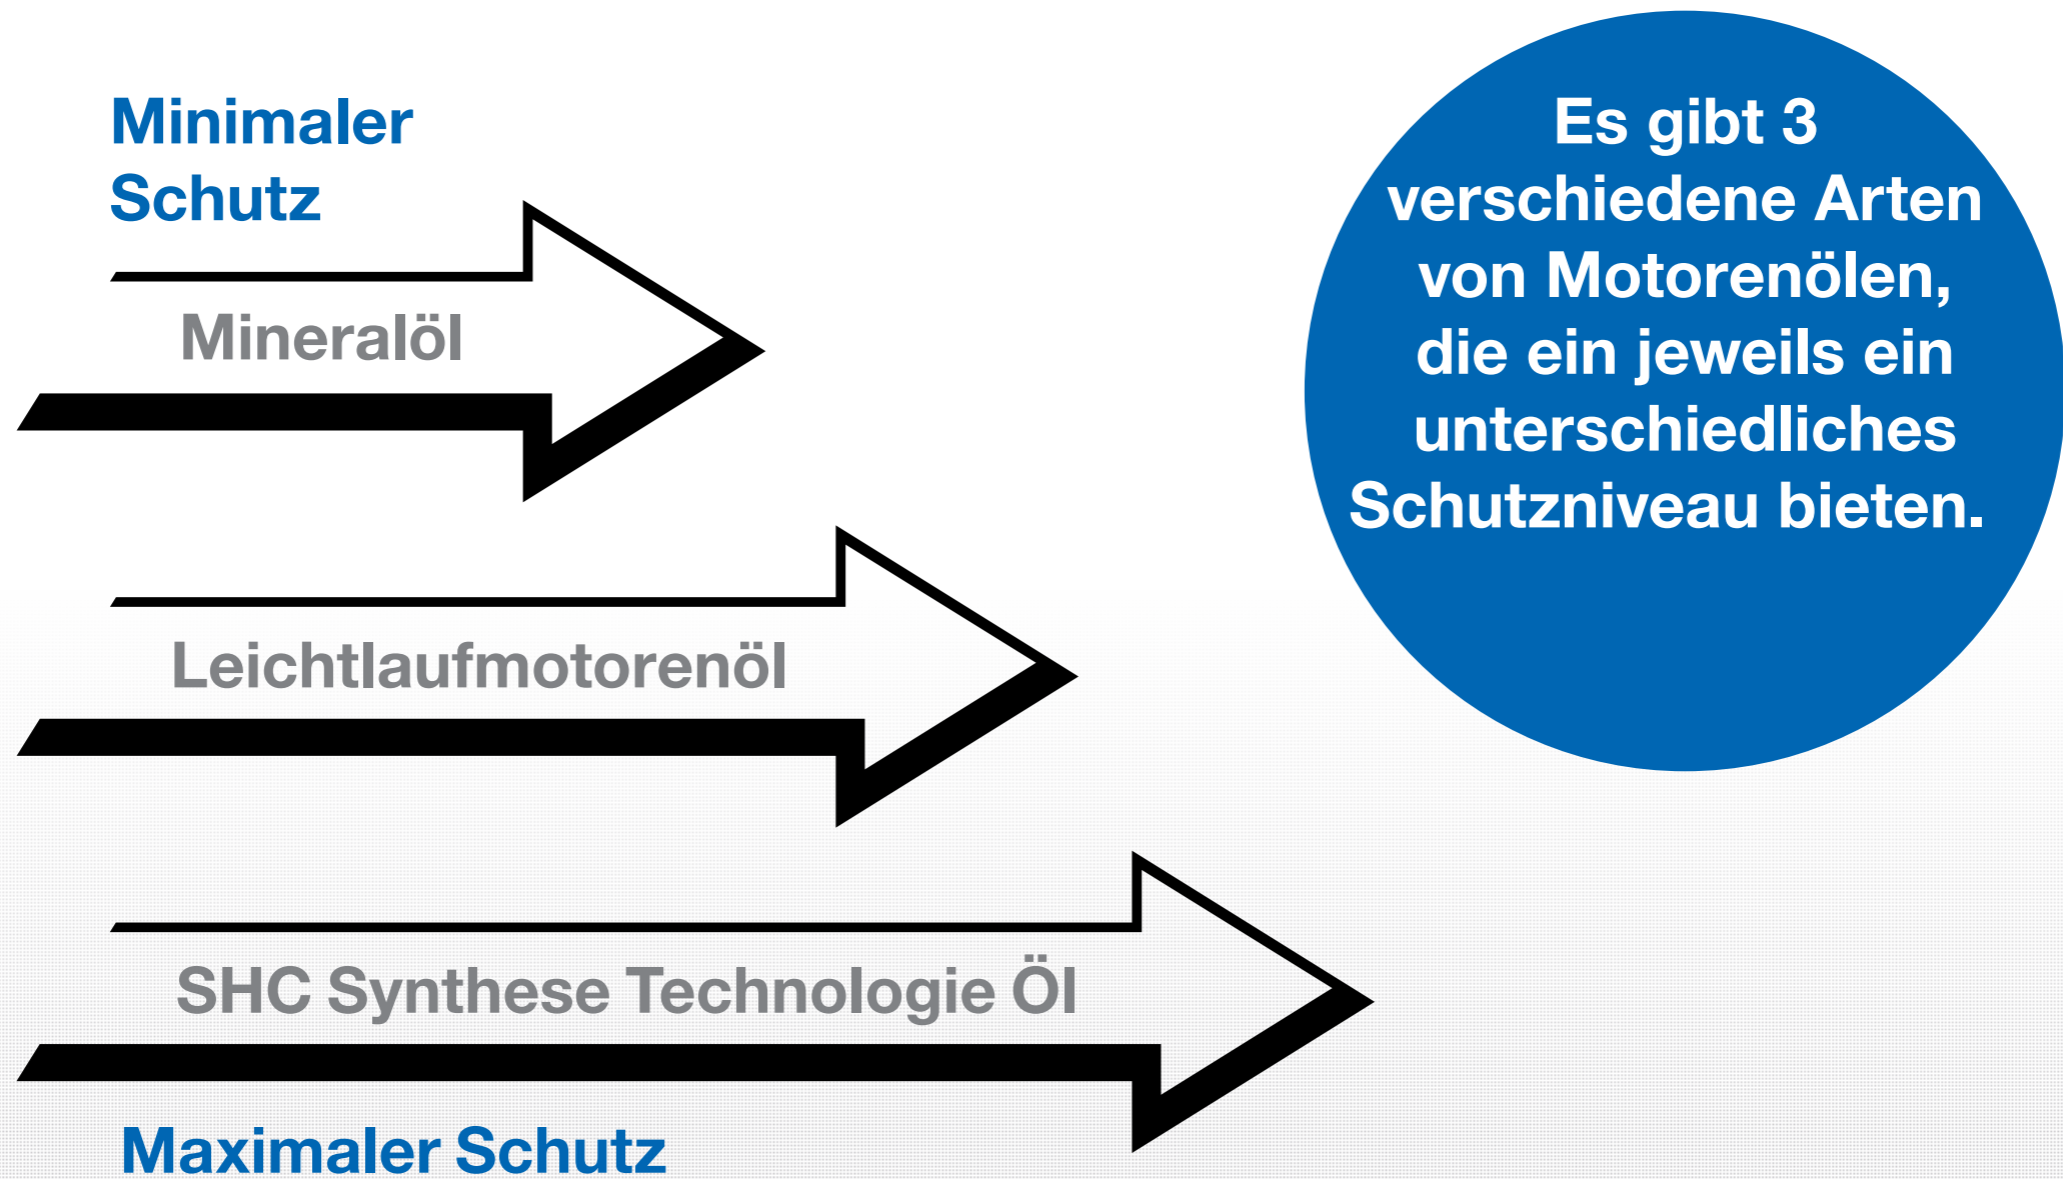 Minimaler
Schutz
Mineralöl
Leichtlaufmotorenöl
SHC Synthese Technologie Öl
Maximaler Schutz
Es gibt 3
verschiedene Arten
von Motorenölen,
die ein jeweils ein
unterschiedliches
Schutzniveau bieten.